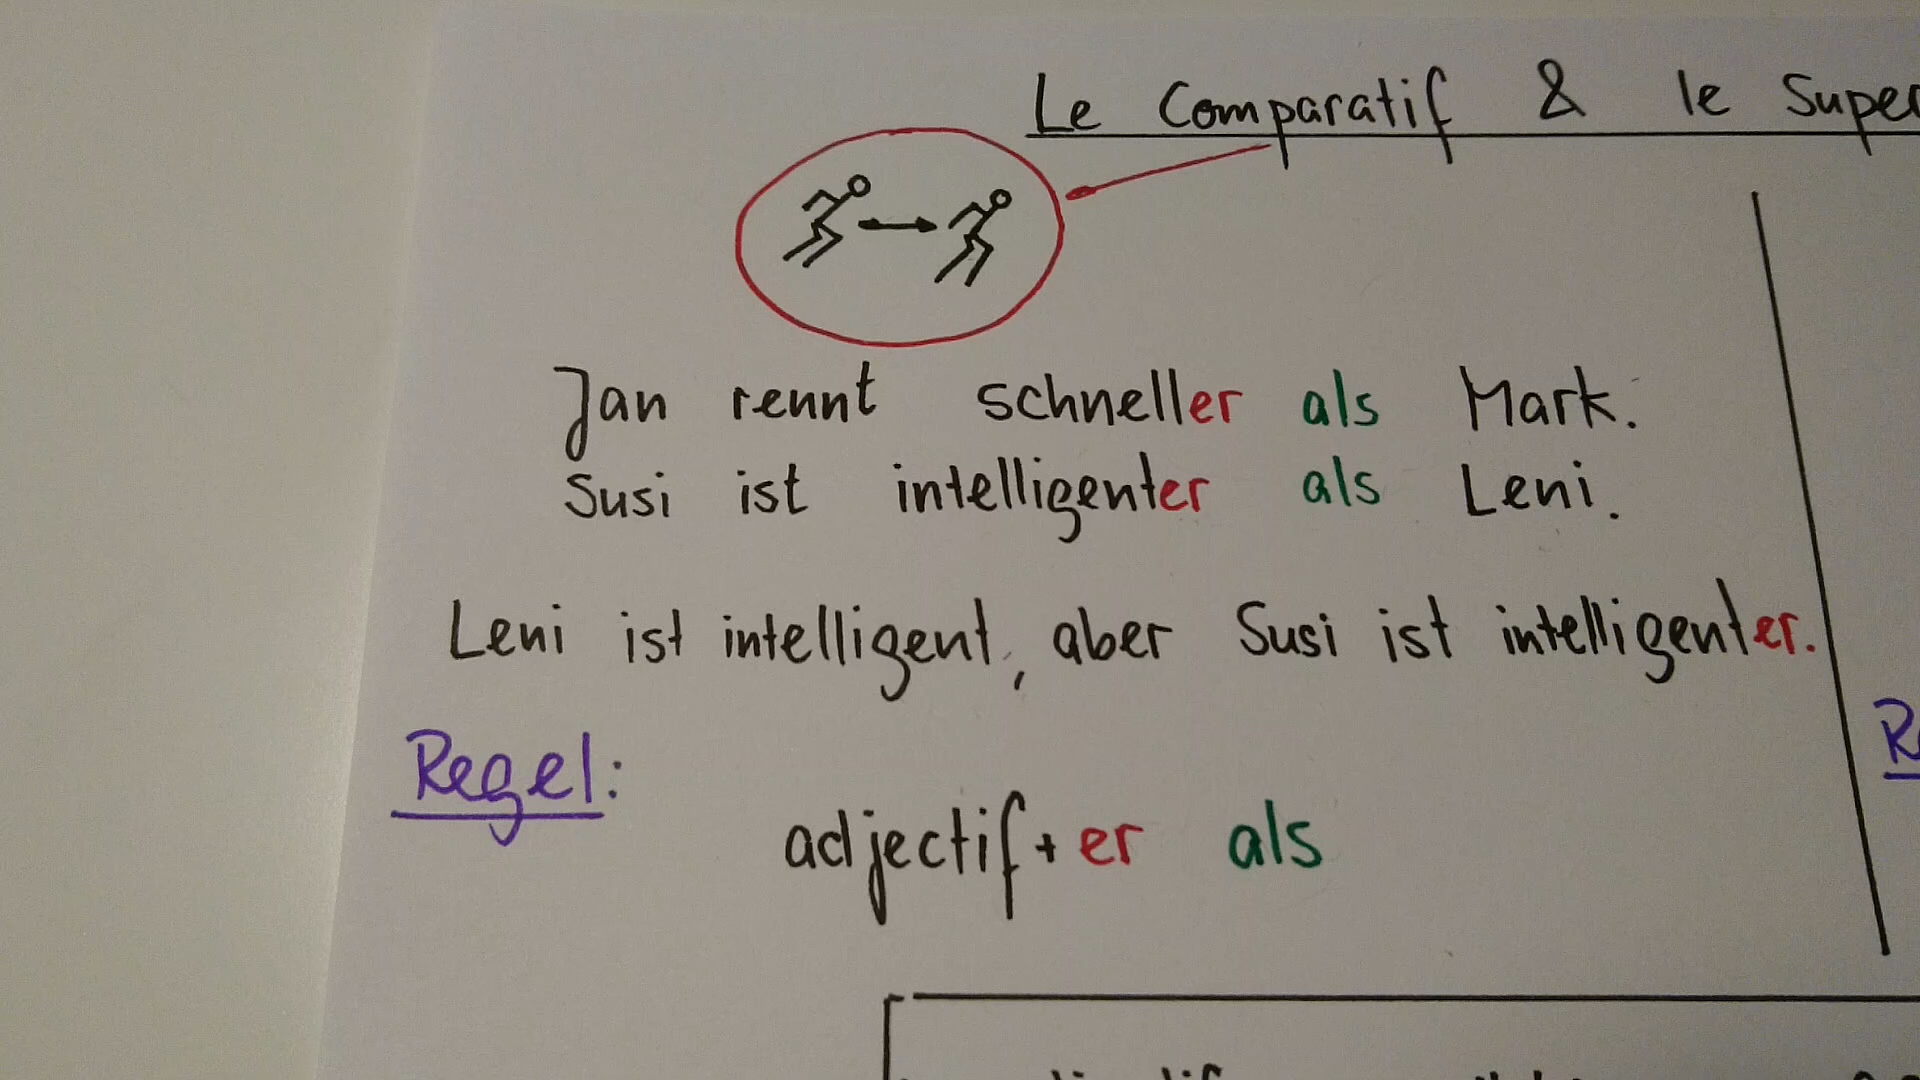 Le Comparatif & le
Jan rennt schneller als Mark.
Susi ist intelligenter als Leni.
Leni ist intelligent, aber Susi ist intelligenter.
Regel:
adjectif + er als